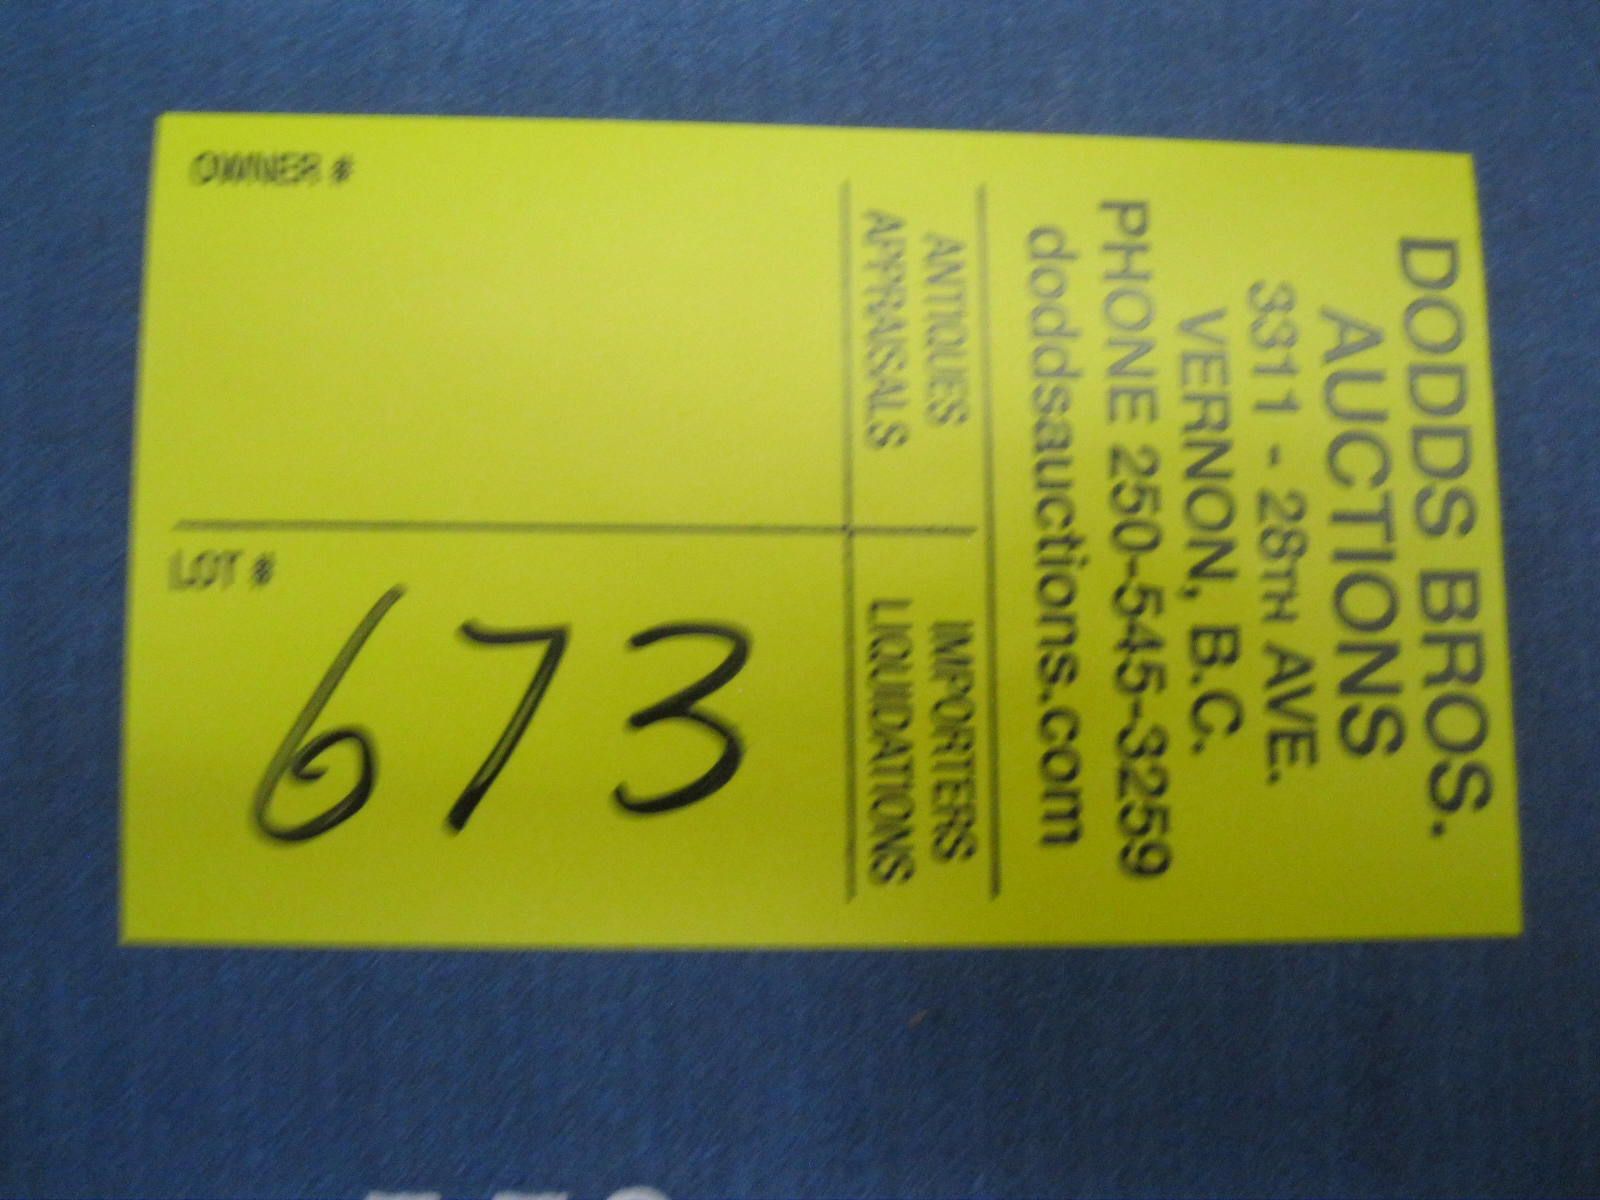 DODDS BROS.
AUCTIONS
3311 - 28TH AVE.
VERNON, B.C.
PHONE 250-545-3259
doddsauctions.com
ANTIQUES IMPORTERS
APPRAISALS LIQUIDATIONS
OWNER #
LOT #
673